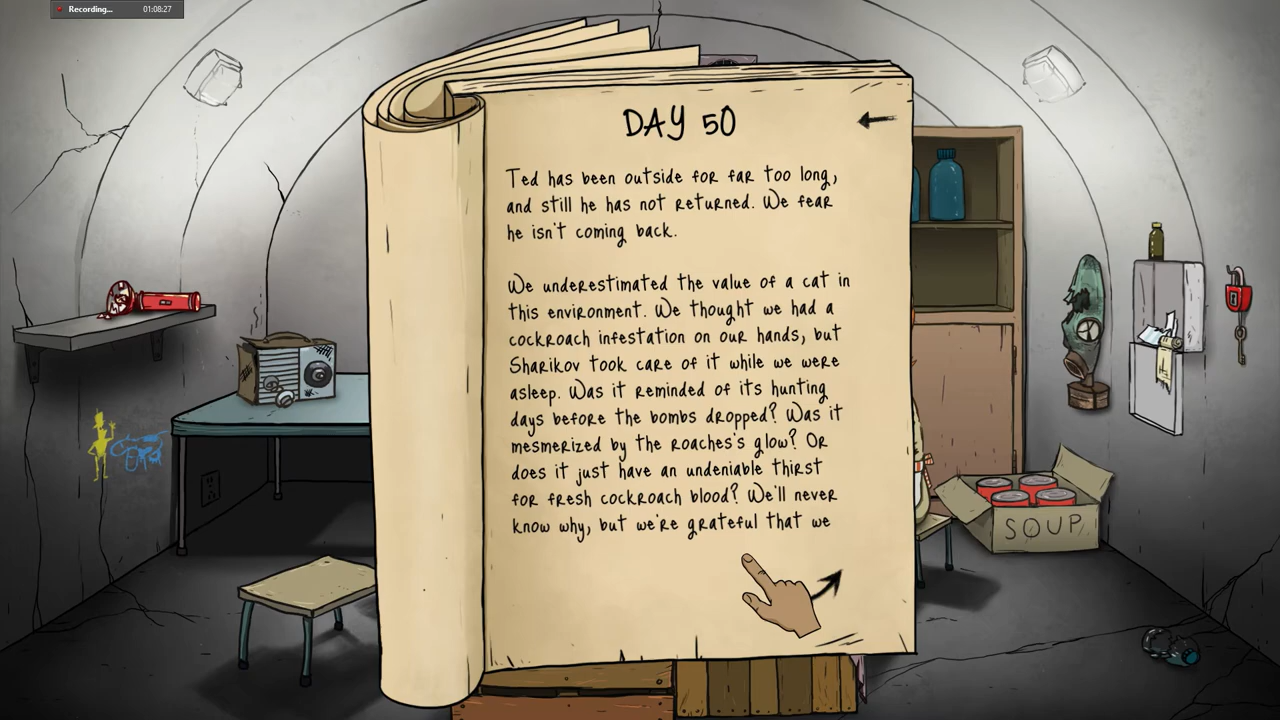 Recording...
01:08:27
DAY 50
Ted has been outside for far too long,
and still he has not returned. We fear
he isn't coming back.
We underestimated the value of a cat in
this environment. We thought we had a
cockroach infestation on our hands, but
Sharikov took care of it while we were
asleep. Was it reminded of its hunting
days before the bombs dropped? Was it
mesmerized by the roaches's glow? Or
does it just have an undeniable thirst
for fresh cockroach blood? We'll never
know why, but we're grateful that we
SOUP